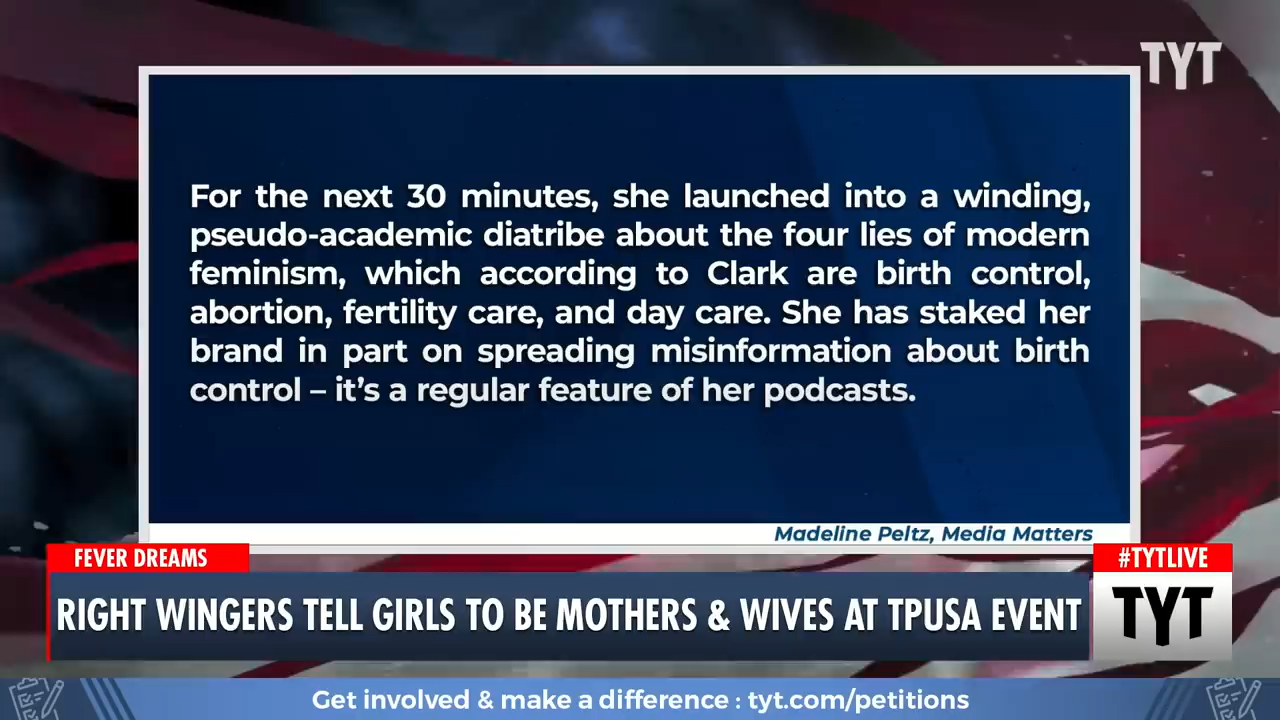 TYT
For the next 30 minutes, she launched into a winding,
pseudo-academic diatribe about the four lies of modern
feminism, which according to Clark are birth control,
abortion, fertility care, and day care. She has staked her
brand in part on spreading misinformation about birth
control – it’s a regular feature of her podcasts.
Madeline Peltz, Media Matters
FEVER DREAMS
#TYTLIVE
RIGHT WINGERS TELL GIRLS TO BE MOTHERS & WIVES AT TPUSA EVENT
TYT
Get involved & make a difference : tyt.com/petitions